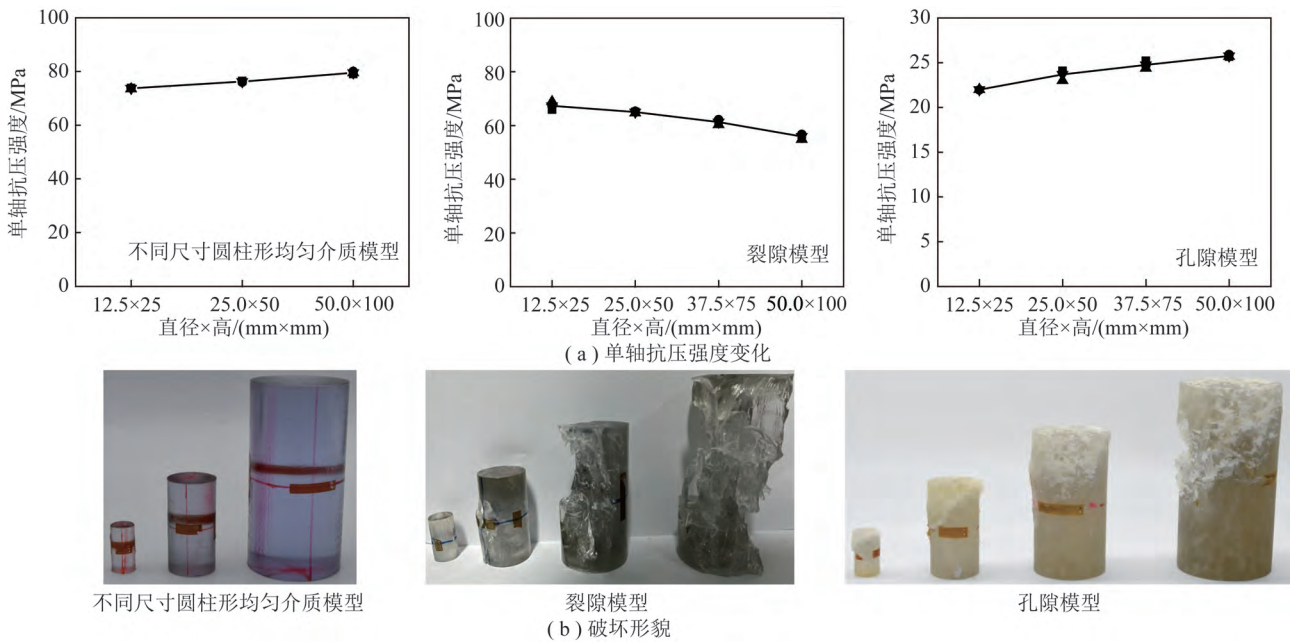 100
80
60
40
20
0
单轴抗压强度/MPa
不同尺寸圆柱形均匀介质模型
12.5×25 25.0×50 50.0×100
直径×高/(mm×mm)
100
80
60
40
20
0
单轴抗压强度/MPa
裂隙模型
12.5×25 25.0×50 37.5×75 50.0×100
直径×高/(mm×mm)
30
25
20
15
10
5
0
单轴抗压强度/MPa
孔隙模型
12.5×25 25.0×50 37.5×75 50.0×100
直径×高/(mm×mm)
(a)单轴抗压强度变化
不同尺寸圆柱形均匀介质模型
裂隙模型
孔隙模型
(b)破坏形貌